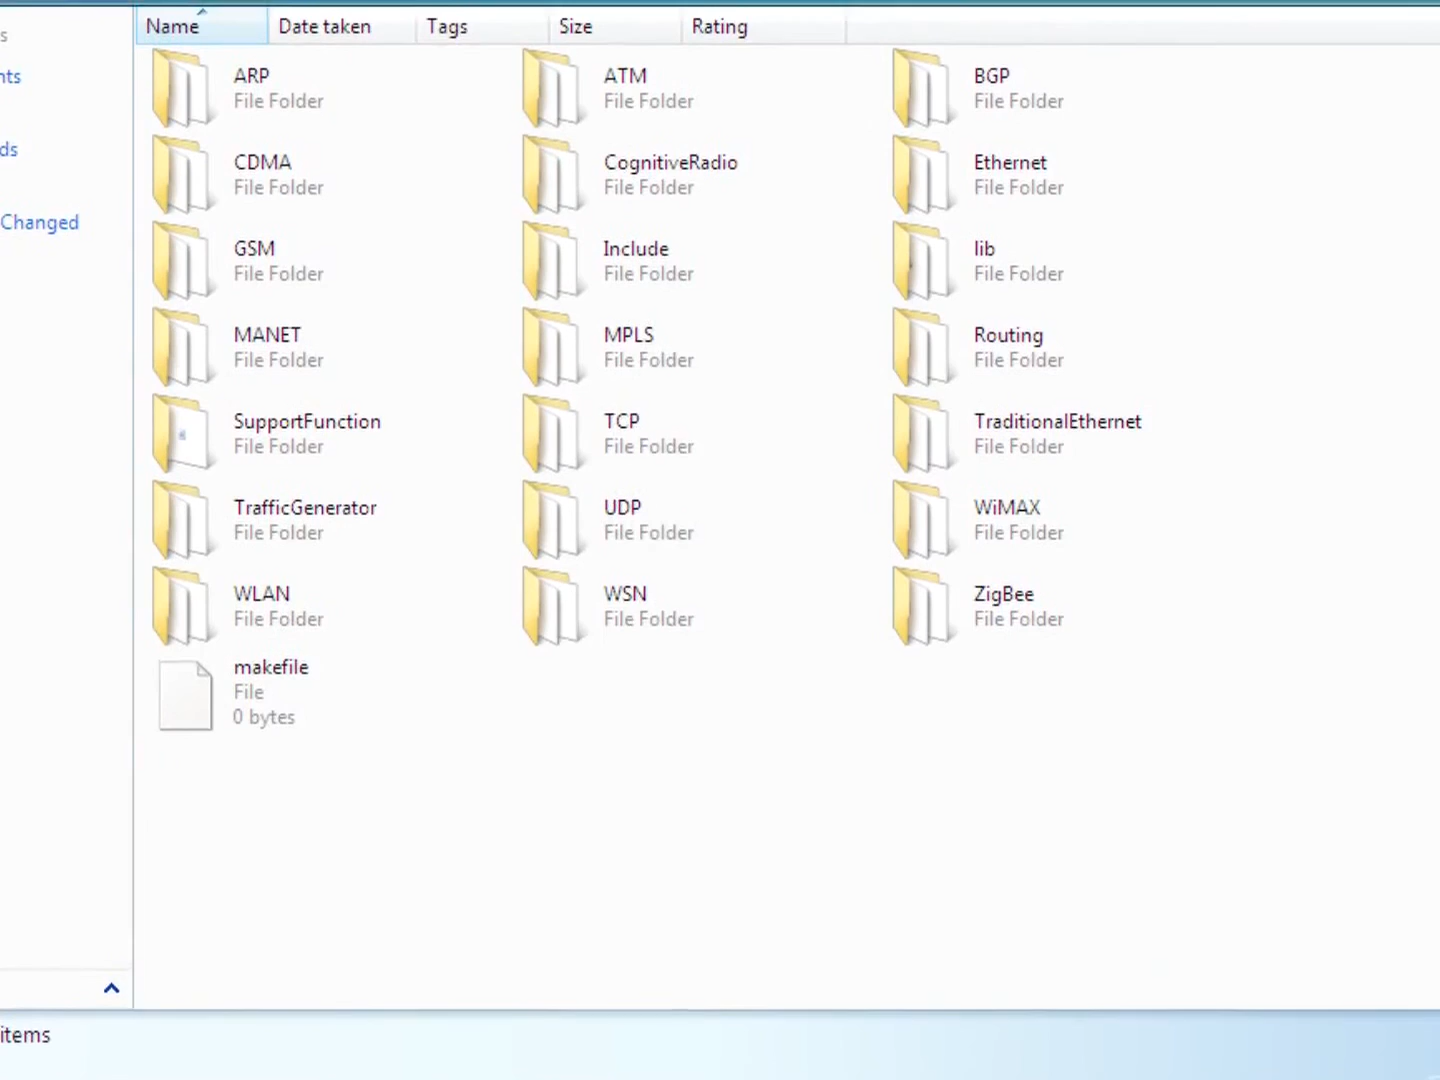 s
nts
ds
Changed
items
Name Date taken Tags Size Rating
ARP
File Folder
ATM
File Folder
BGP
File Folder
CDMA
File Folder
CognitiveRadio
File Folder
Ethernet
File Folder
GSM
File Folder
Include
File Folder
lib
File Folder
MANET
File Folder
MPLS
File Folder
Routing
File Folder
SupportFunction
File Folder
TCP
File Folder
TraditionalEthernet
File Folder
TrafficGenerator
File Folder
UDP
File Folder
WiMAX
File Folder
WLAN
File Folder
WSN
File Folder
ZigBee
File Folder
makefile
File
0 bytes